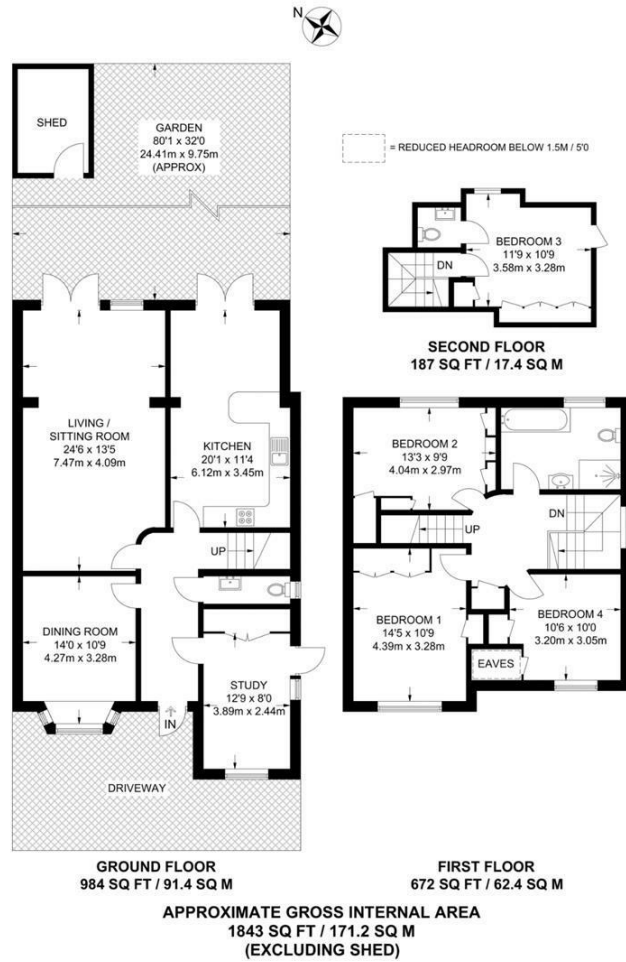 N
SHED
GARDEN
80'1 x 32'0
24.41m x 9.75m
(APPROX)
= REDUCED HEADROOM BELOW 1.5M / 5'0
BEDROOM 3
11'9 x 10'9
3.58m x 3.28m
DN
SECOND FLOOR
187 SQ FT / 17.4 SQ M
LIVING /
SITTING ROOM
24'6 x 13'5
7.47m x 4.09m
KITCHEN
20'1 x 11'4
6.12m x 3.45m
UP
DINING ROOM
14'0 x 10'9
4.27m x 3.28m
STUDY
12'9 x 8'0
3.89m x 2.44m
IN
DRIVEWAY
GROUND FLOOR
984 SQ FT / 91.4 SQ M
BEDROOM 2
13'3 x 9'9
4.04m x 2.97m
DN
UP
BEDROOM 1
14'5 x 10'9
4.39m x 3.28m
BEDROOM 4
10'6 x 10'0
3.20m x 3.05m
EAVES
FIRST FLOOR
672 SQ FT / 62.4 SQ M
APPROXIMATE GROSS INTERNAL AREA
1843 SQ FT / 171.2 SQ M
(EXCLUDING SHED)